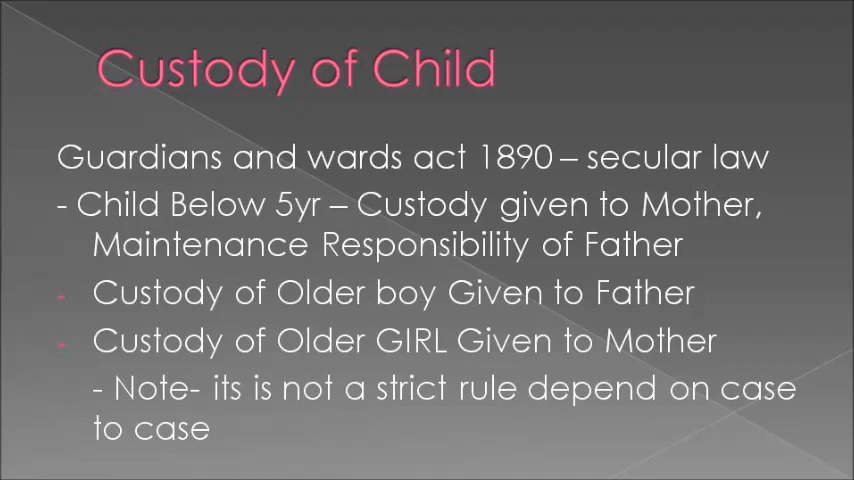 Custody of Child
Guardians and wards act 1890 – secular law
- Child Below 5yr – Custody given to Mother,
Maintenance Responsibility of Father
- Custody of Older boy Given to Father
- Custody of Older GIRL Given to Mother
- Note- its is not a strict rule depend on case
to case